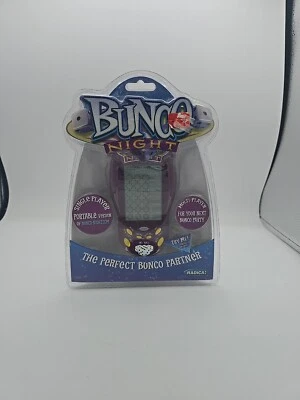 BUNCO
NIGHT
SINGLE PLAYER
PORTABLE VERSION
MULTI-PLAYER
FOR YOUR NEXT
BUNCO PARTY
TRY ME!
THE PERFECT BUNCO PARTNER
RADICA